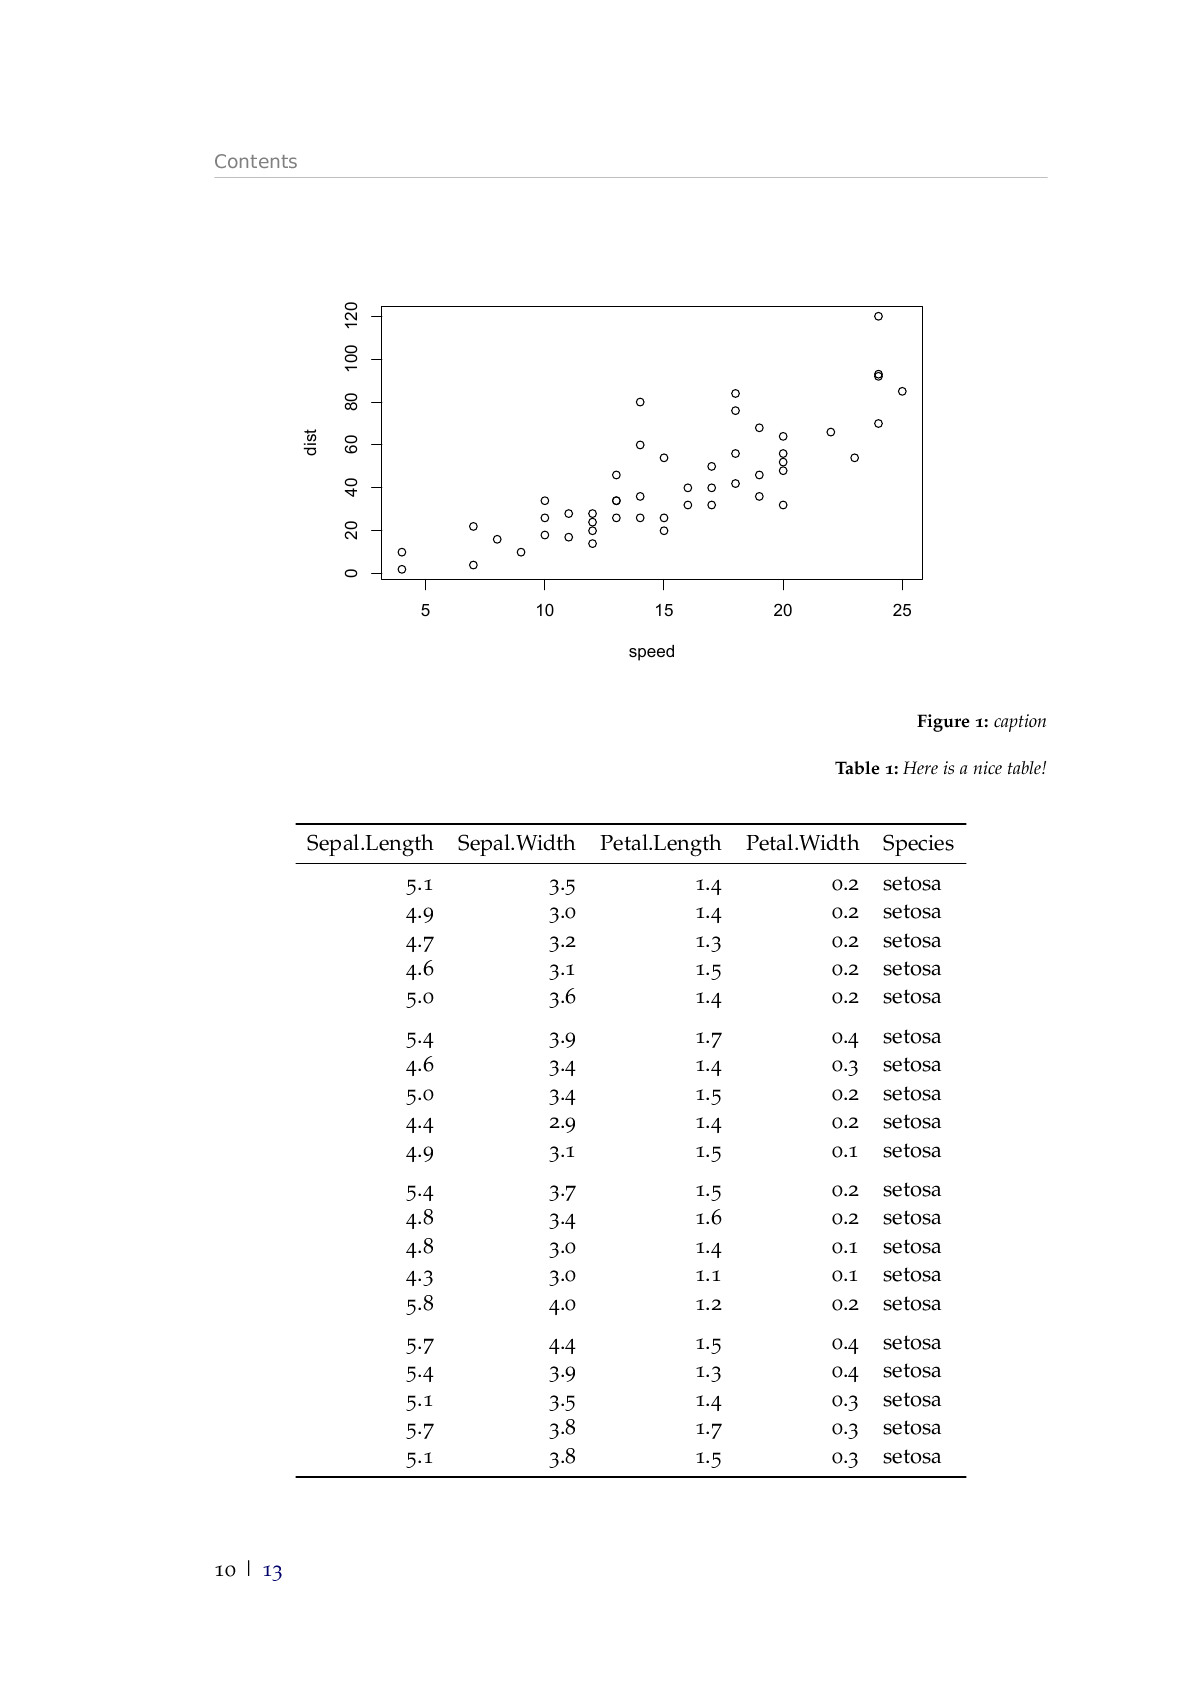 Contents
120
100
80
60
40
20
0
dist
5 10 15 20 25
speed
Figure 1: caption
Table 1: Here is a nice table!
Sepal.Length Sepal.Width Petal.Length Petal.Width Species
5.1 3.5 1.4 0.2 setosa
4.9 3.0 1.4 0.2 setosa
4.7 3.2 1.3 0.2 setosa
4.6 3.1 1.5 0.2 setosa
5.0 3.6 1.4 0.2 setosa
5.4 3.9 1.7 0.4 setosa
4.6 3.4 1.4 0.3 setosa
5.0 3.4 1.5 0.2 setosa
4.4 2.9 1.4 0.2 setosa
4.9 3.1 1.5 0.1 setosa
5.4 3.7 1.5 0.2 setosa
4.8 3.4 1.6 0.2 setosa
4.8 3.0 1.4 0.1 setosa
4.3 3.0 1.1 0.1 setosa
5.8 4.0 1.2 0.2 setosa
5.7 4.4 1.5 0.4 setosa
5.4 3.9 1.3 0.4 setosa
5.1 3.5 1.4 0.3 setosa
5.7 3.8 1.7 0.3 setosa
5.1 3.8 1.5 0.3 setosa
10 | 13